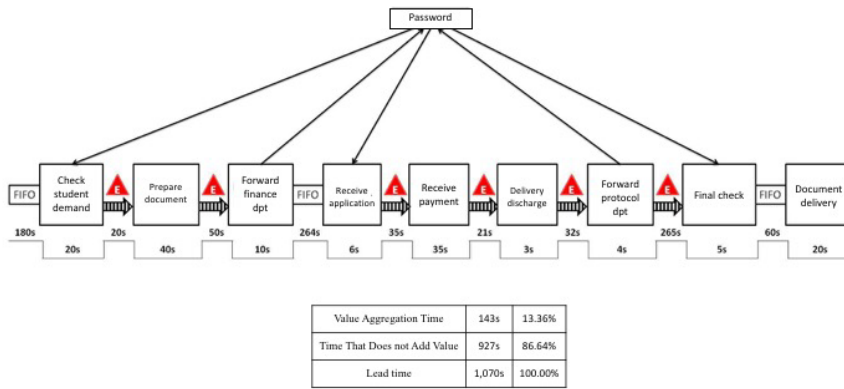 Password
FIFO
Check
student
demand
E
Prepare
document
E
Forward
finance
dpt
FIFO
Receive
application
E
Receive
payment
E
Delivery
discharge
E
Forward
protocol
dpt
E
Final check
FIFO
Document
delivery
180s 20s 50s 264s 35s 21s 32s 265s 60s
20s 40s 10s 6s 35s 3s 4s 5s 20s
Value Aggregation Time 143s 13.36%
Time That Does not Add Value 927s 86.64%
Lead time 1,070s 100.00%